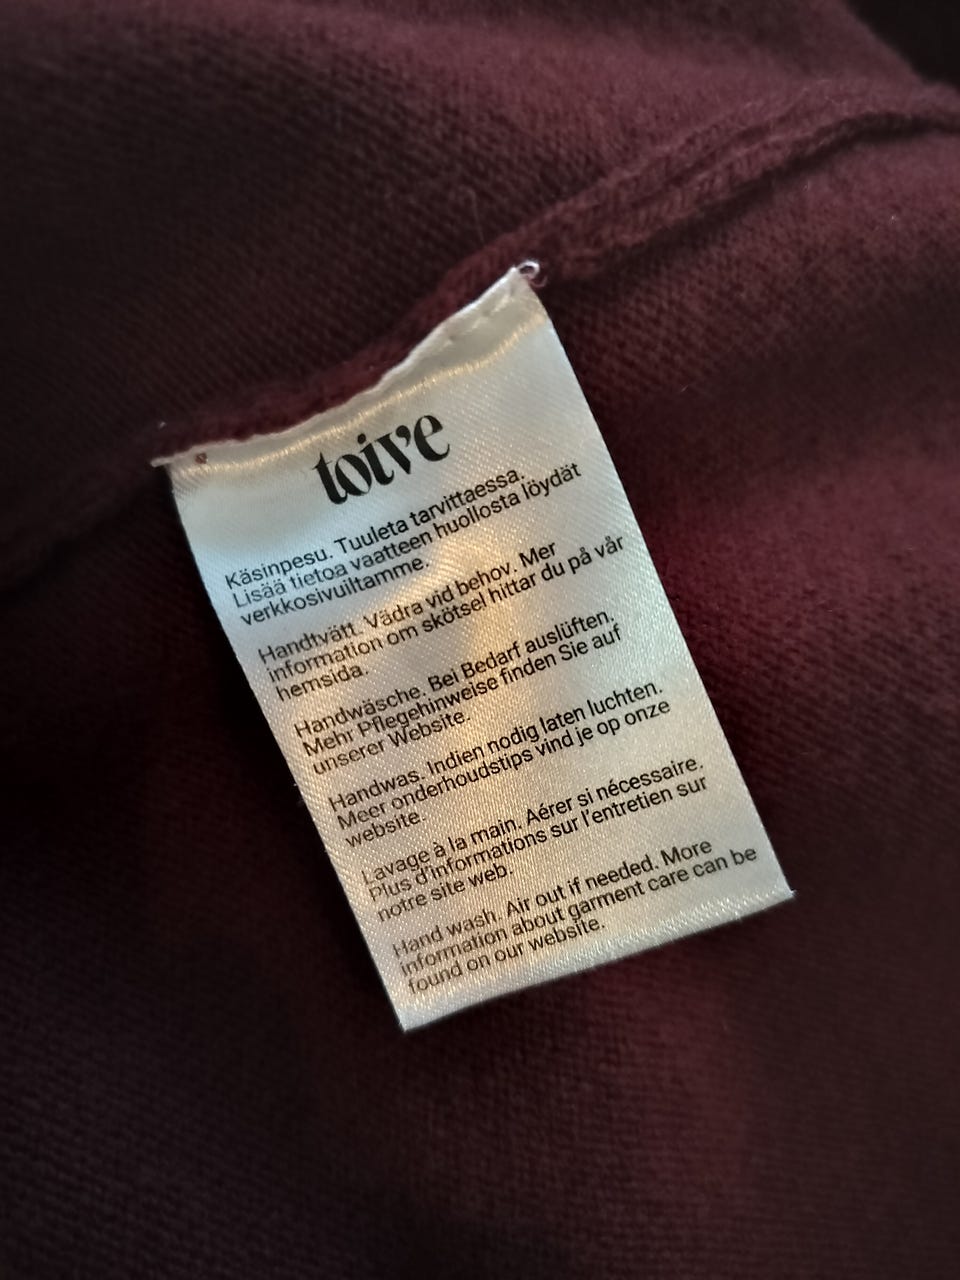 toive
Käsinpesu. Tuuleta tarvittaessa.
Lisää tietoa vaatteen huollosta löydät
verkkosivuiltamme.
Handtvätt. Vädra vid behov. Mer
information om skötsel hittar du på vår
hemsida.
Handwäsche. Bei Bedarf auslüften.
Mehr Pflegehinweise finden Sie auf
unserer Website.
Handwas. Indien nodig laten luchten.
Meer onderhoudstips vind je op onze
website.
Lavage à la main. Aérer si nécessaire.
Plus d'informations sur l'entretien sur
notre site web.
Hand wash. Air out if needed. More
information about garment care can be
found on our website.